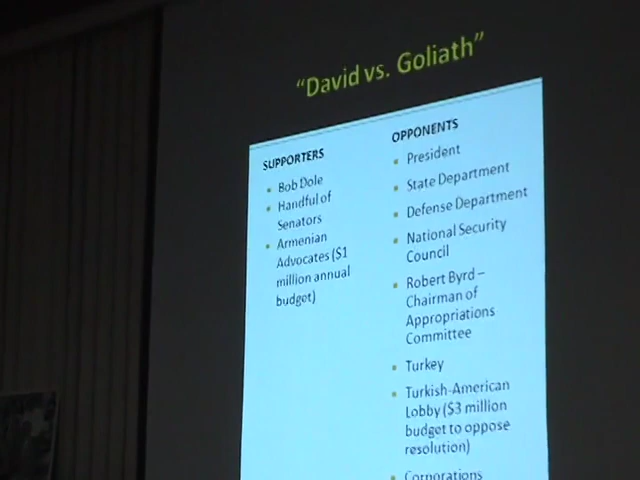 "David vs. Goliath"
SUPPORTERS
Bob Dole
Handful of
Senators
Armenian
Advocates ($1
million annual
budget)
OPPONENTS
President
State Department
Defense Department
National Security
Council
Robert Byrd –
Chairman of
Appropriations
Committee
Turkey
Turkish-American
Lobby ($3 million
budget to oppose
resolution)
Corporations